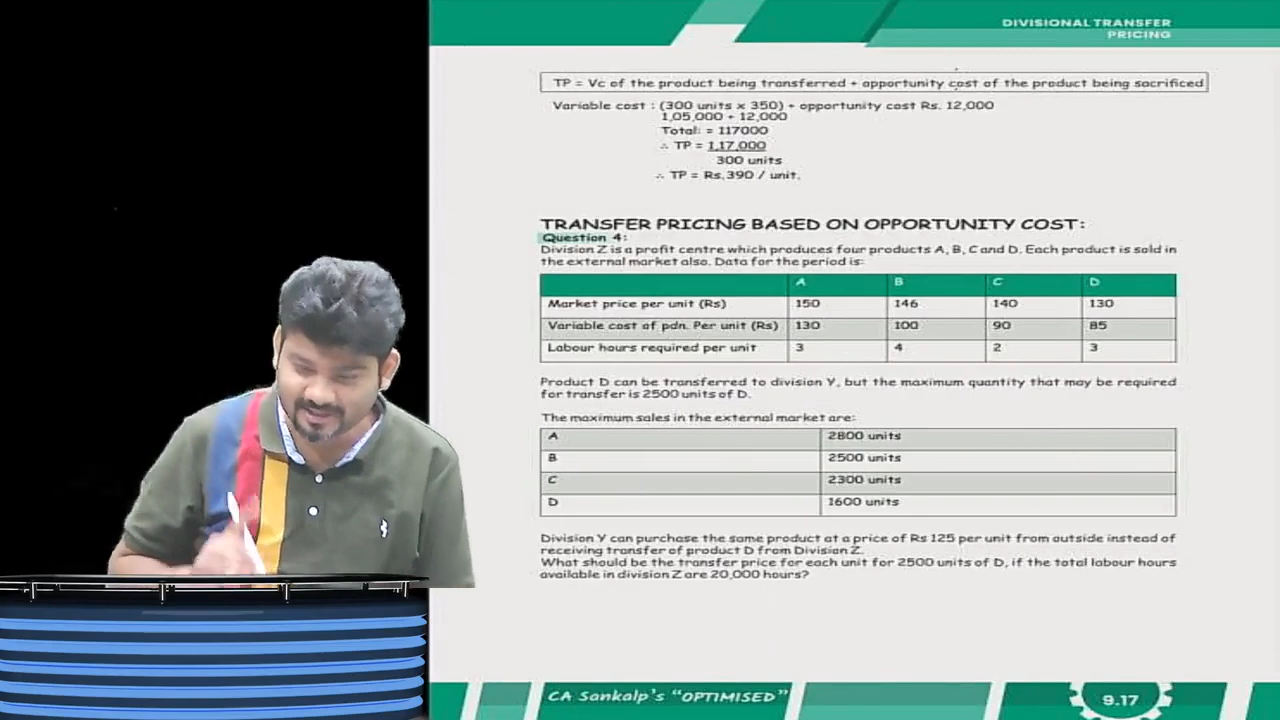 DIVISIONAL TRANSFER
PRICING
TP = Vc of the product being transferred + opportunity cost of the product being sacrificed
Variable cost : (300 units x 350) + opportunity cost Rs. 12,000
1,05,000 + 12,000
Total: = 117000
∴ TP = 1,17,000
300 units
∴ TP = Rs.390 / unit.
TRANSFER PRICING BASED ON OPPORTUNITY COST:
Question 4:
Division Z is a profit centre which produces four products A, B, C and D. Each product is sold in
the external market also. Data for the period is:
A B C D
Market price per unit (Rs) 150 146 140 130
Variable cost of pdn. Per unit (Rs) 130 100 90 85
Labour hours required per unit 3 4 2 3
Product D can be transferred to division Y, but the maximum quantity that may be required
for transfer is 2500 units of D.
The maximum sales in the external market are:
A 2800 units
B 2500 units
C 2300 units
D 1600 units
Division Y can purchase the same product at a price of Rs 125 per unit from outside instead of
receiving transfer of product D from Division Z.
What should be the transfer price for each unit for 2500 units of D, if the total labour hours
available in division Z are 20,000 hours?
CA Sankalp's "OPTIMISED"
9.17